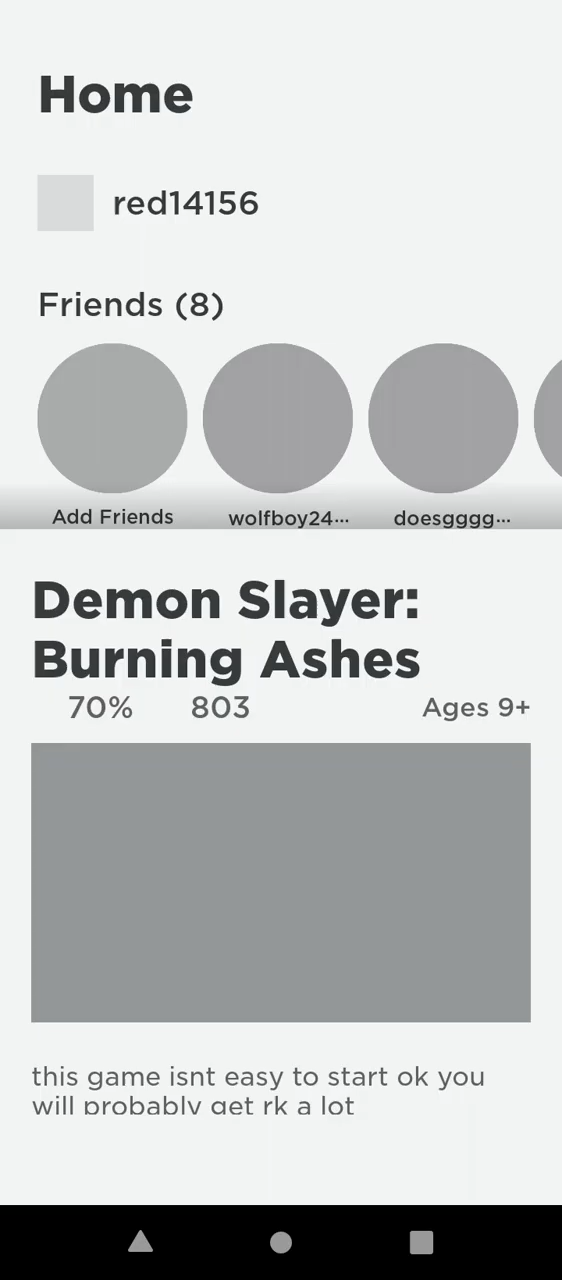 Home
red14156
Friends (8)
Add Friends
wolfboy24...
doesgggg...
Demon Slayer:
Burning Ashes
70% 803 Ages 9+
this game isnt easy to start ok you
will probably get rk a lot